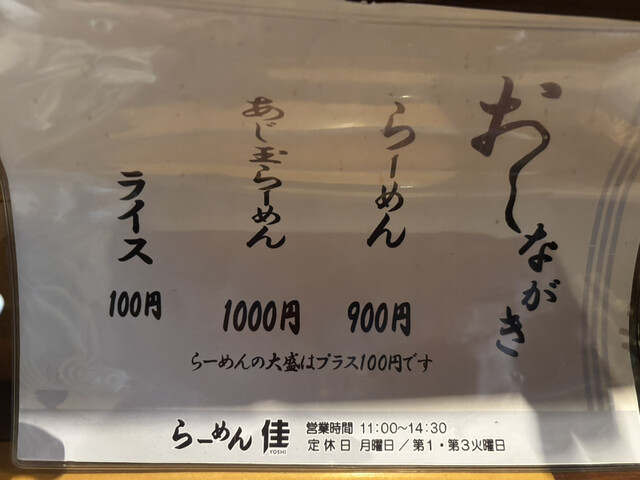 おしながき
らーめん
900円
あじ玉らーめん
1000円
ライス
100円
らーめんの大盛はプラス100円です
らーめん 佳
YOSHI
営業時間 11:00~14:30
定休日 月曜日/第1・第3火曜日